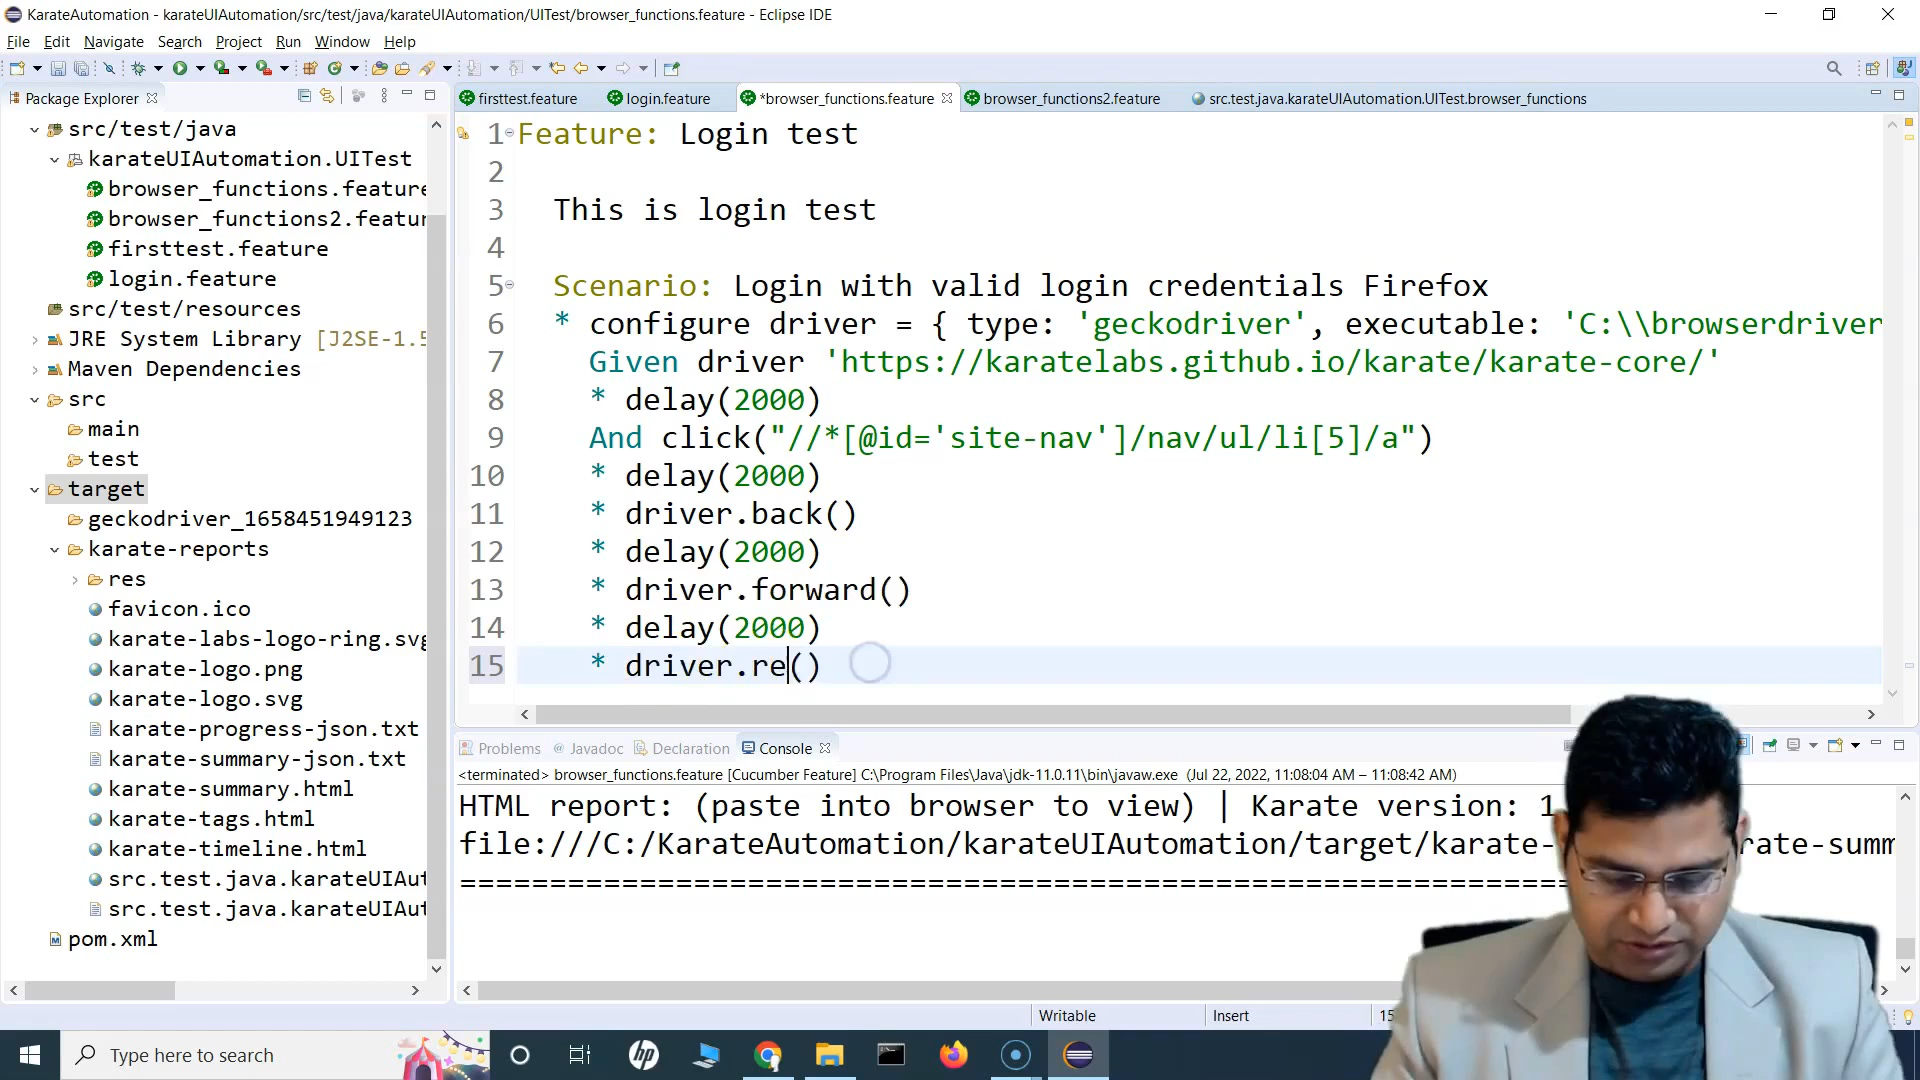 KarateAutomation - karateUIAutomation/src/test/java/karateUIAutomation/UITest/browser_functions.feature - Eclipse IDE
File Edit Navigate Search Project Run Window Help
Package Explorer
src/test/java
karateUIAutomation.UITest
browser_functions.feature
browser_functions2.featur
firsttest.feature
login.feature
src/test/resources
JRE System Library [J2SE-1.5
Maven Dependencies
src
main
test
target
geckodriver_1658451949123
karate-reports
res
favicon.ico
karate-labs-logo-ring.svg
karate-logo.png
karate-logo.svg
karate-progress-json.txt
karate-summary-json.txt
karate-summary.html
karate-tags.html
karate-timeline.html
src.test.java.karateUIAut
src.test.java.karateUIAut
pom.xml
firsttest.feature login.feature *browser_functions.feature browser_functions2.feature src.test.java.karateUIAutomation.UITest.browser_functions
1 Feature: Login test
2
3 This is login test
4
5 Scenario: Login with valid login credentials Firefox
6 * configure driver = { type: 'geckodriver', executable: 'C:\\browserdriver
7 Given driver 'https://karatelabs.github.io/karate/karate-core/'
8 * delay(2000)
9 And click("//*[@id='site-nav']/nav/ul/li[5]/a")
10 * delay(2000)
11 * driver.back()
12 * delay(2000)
13 * driver.forward()
14 * delay(2000)
15 * driver.re()
Problems @ Javadoc Declaration Console
<terminated> browser_functions.feature [Cucumber Feature] C:\Program Files\Java\jdk-11.0.11\bin\javaw.exe (Jul 22, 2022, 11:08:04 AM – 11:08:42 AM)
HTML report: (paste into browser to view) | Karate version: 1
file:///C:/KarateAutomation/karateUIAutomation/target/karate- rate-summ
===============================================================
Writable Insert 15
Type here to search
hp